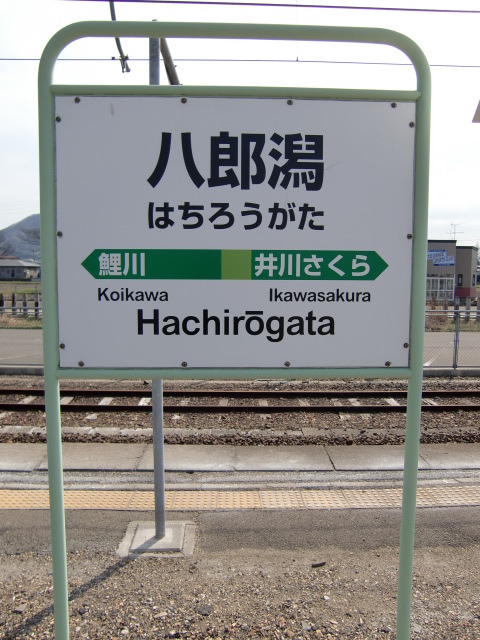 八郎潟
はちろうがた
鯉川 井川さくら
Koikawa Ikawasakura
Hachirōgata